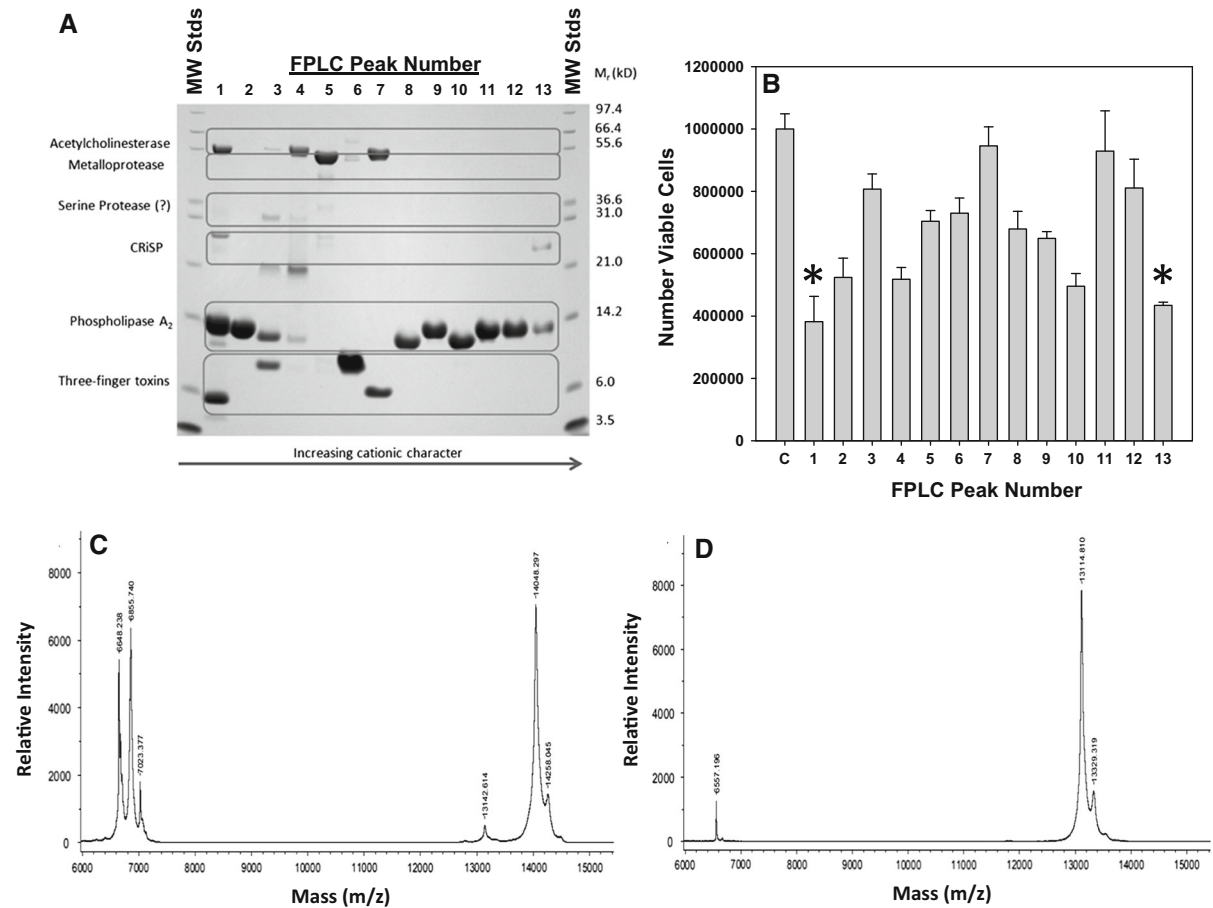 A
MW Stds
FPLC Peak Number
MW Stds
Mr (kD)
1 2 3 4 5 6 7 8 9 10 11 12 13
97.4
66.4
55.6
36.6
31.0
21.0
14.2
6.0
3.5
Acetylcholinesterase
Metalloprotease
Serine Protease (?)
CRiSP
Phospholipase A2
Three-finger toxins
Increasing cationic character
B
Number Viable Cells
1200000
1000000
800000
600000
400000
200000
0
*
*
C 1 2 3 4 5 6 7 8 9 10 11 12 13
FPLC Peak Number
C
Relative Intensity
8000
6000
4000
2000
0
6648.238
6855.740
7023.377
13142.614
14048.297
14258.045
6000 7000 8000 9000 10000 11000 12000 13000 14000 15000
Mass (m/z)
D
Relative Intensity
8000
6000
4000
2000
0
6557.196
13114.810
13329.319
6000 7000 8000 9000 10000 11000 12000 13000 14000 15000
Mass (m/z)